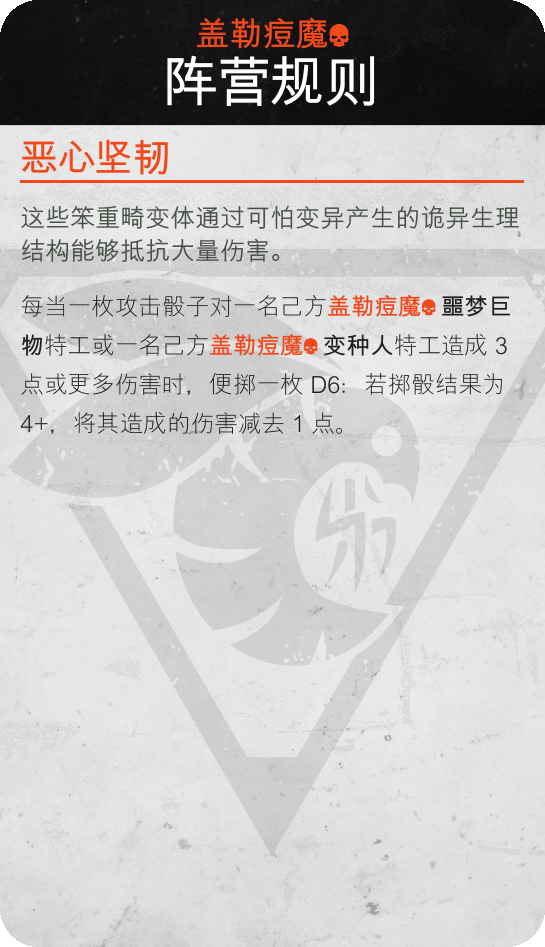 盖勒痘魔
阵营规则
恶心坚韧
这些笨重畸变体通过可怕变异产生的诡异生理
结构能够抵抗大量伤害。
每当一枚攻击骰子对一名己方盖勒痘魔噩梦巨
物特工或一名己方盖勒痘魔变种人特工造成 3
点或更多伤害时，便掷一枚 D6：若掷骰结果为
4+，将其造成的伤害减去 1 点。